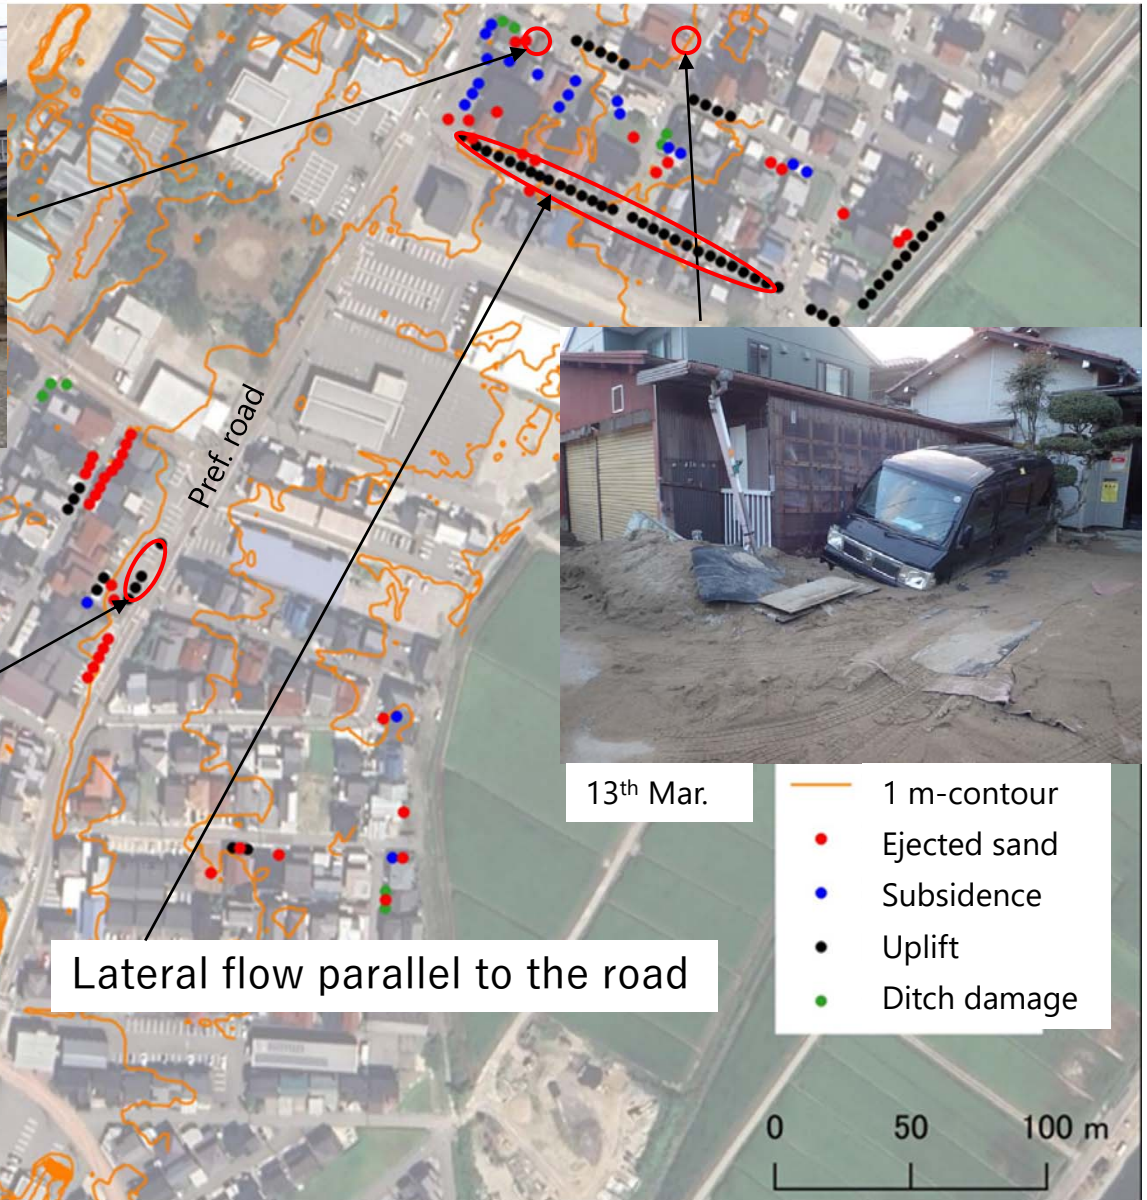 Pref. road
13th Mar.
1 m-contour
Ejected sand
Subsidence
Uplift
Ditch damage
Lateral flow parallel to the road
0 50 100 m